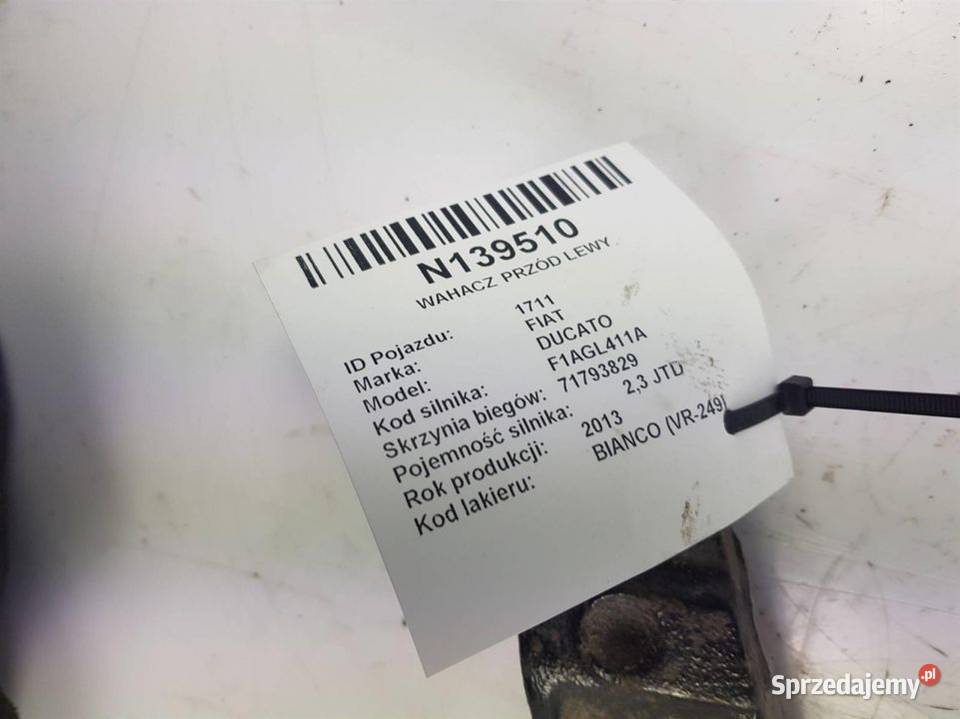 N139510
WAHACZ PRZÓD LEWY
ID Pojazdu: 1711
Marka: FIAT
Model: DUCATO
Kod silnika: F1AGL411A
Skrzynia biegów: 71793829
Pojemność silnika: 2,3 JTD
Rok produkcji: 2013
Kod lakieru: BIANCO (VR-249)
Sprzedajemy.pl